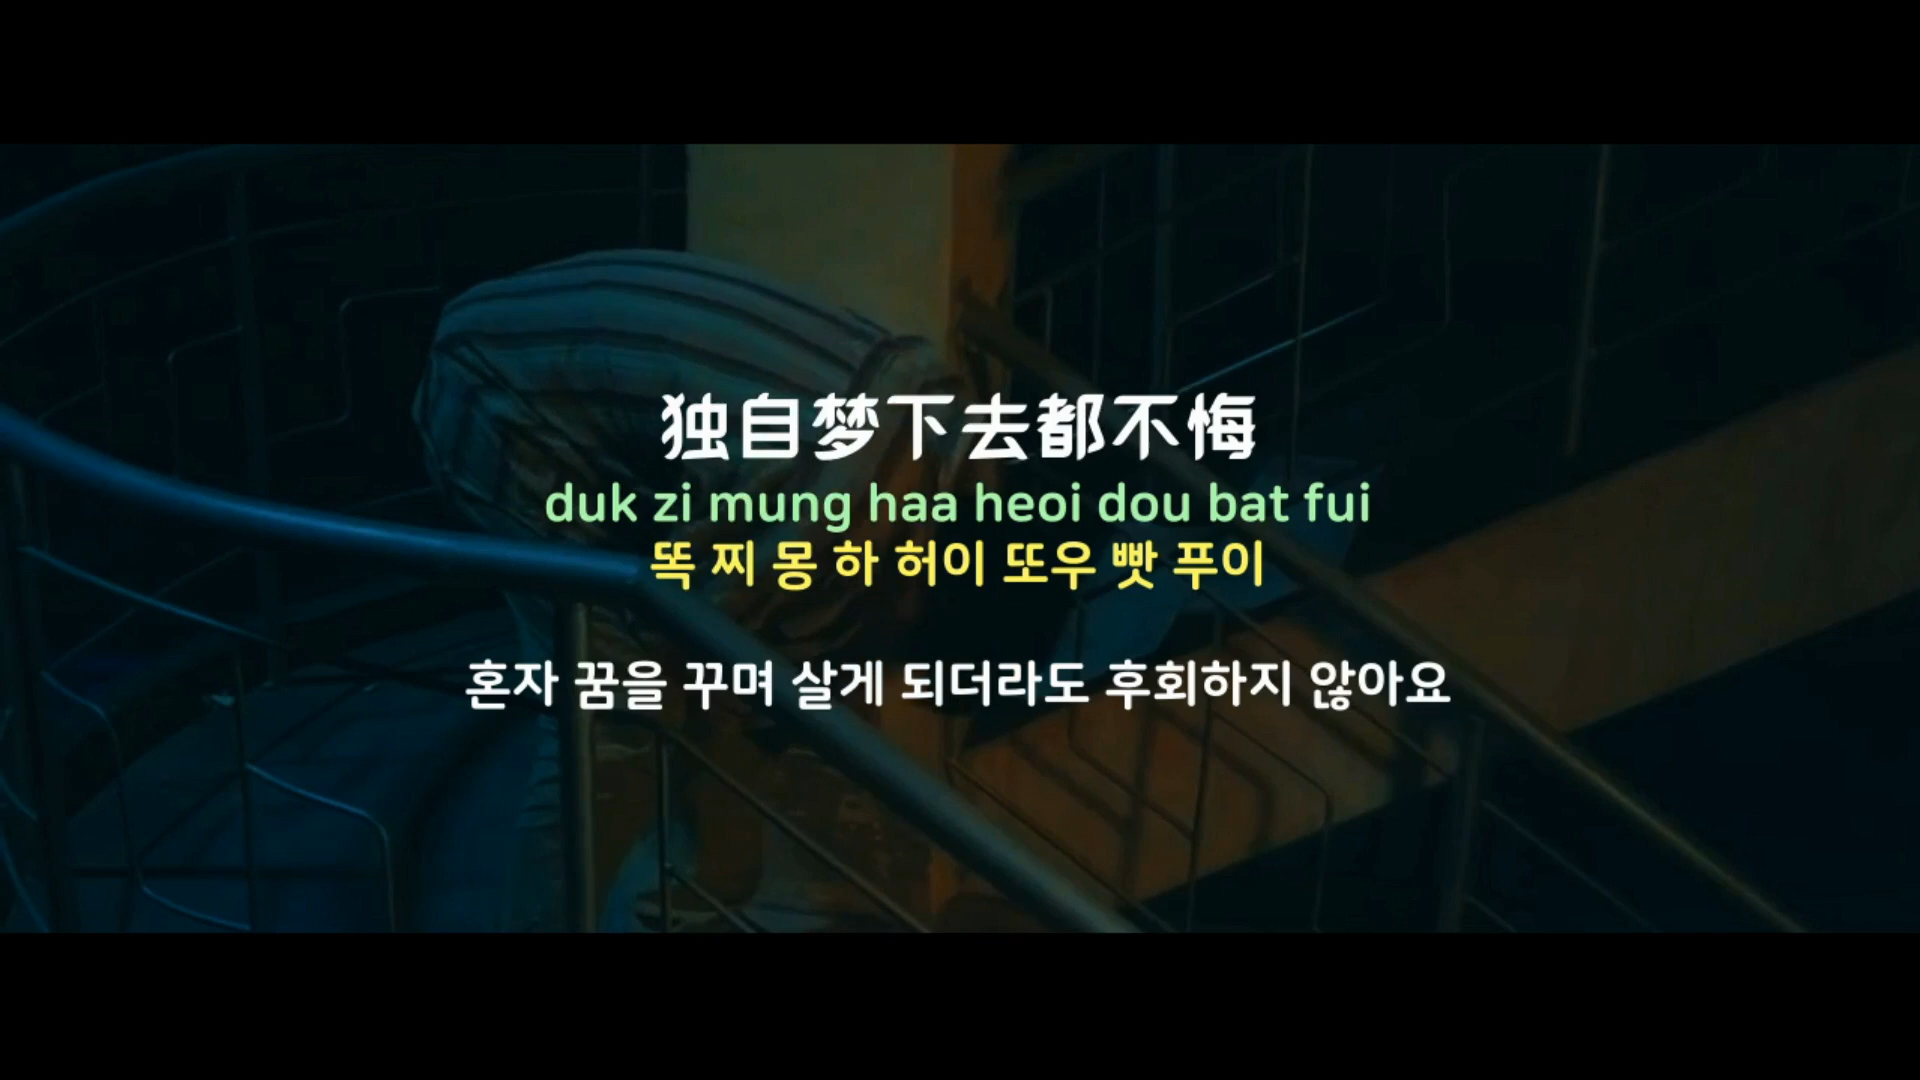 独自梦下去都不悔
duk zi mung haa heoi dou bat fui
똑 찌 몽 하 허이 또우 빳 푸이
혼자 꿈을 꾸며 살게 되더라도 후회하지 않아요